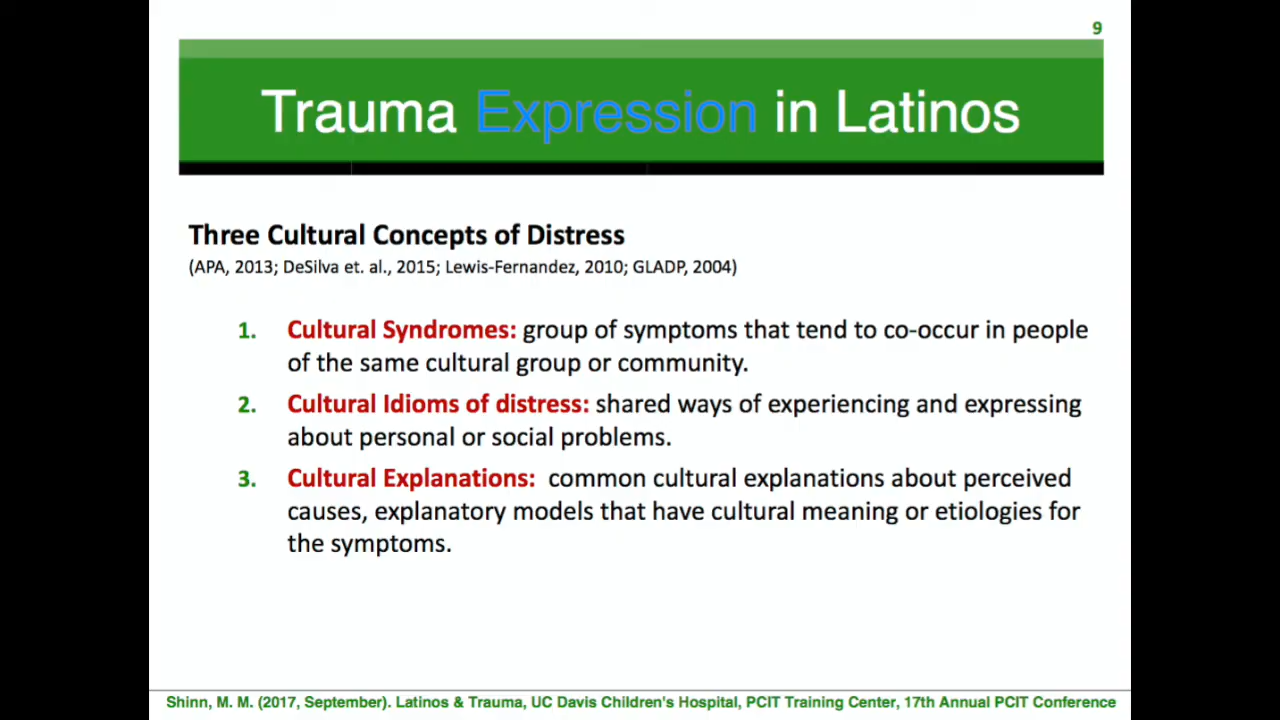 9
Trauma Expression in Latinos
Three Cultural Concepts of Distress
(APA, 2013; DeSilva et. al., 2015; Lewis-Fernandez, 2010; GLADP, 2004)
1. Cultural Syndromes: group of symptoms that tend to co-occur in people
of the same cultural group or community.
2. Cultural Idioms of distress: shared ways of experiencing and expressing
about personal or social problems.
3. Cultural Explanations: common cultural explanations about perceived
causes, explanatory models that have cultural meaning or etiologies for
the symptoms.
Shinn, M. M. (2017, September). Latinos & Trauma, UC Davis Children's Hospital, PCIT Training Center, 17th Annual PCIT Conference